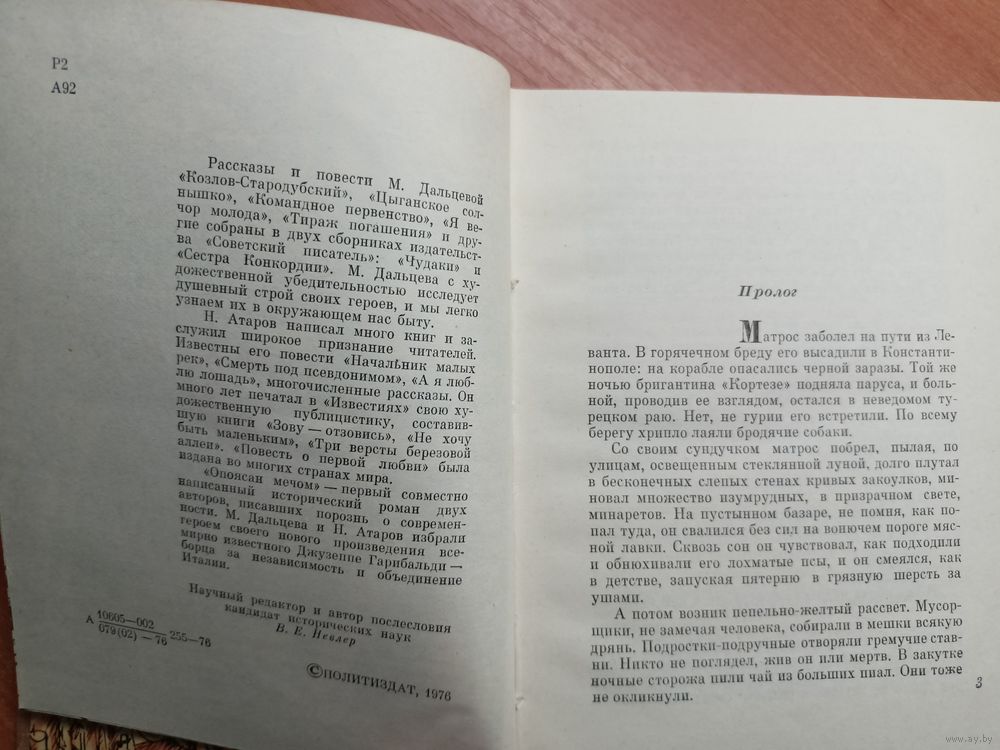 Р2
А92
Рассказы и повести М. Дальцевой
«Козлов-Стародубский», «Цыганское сол-
нышко», «Командное первенство», «Я ве-
чор молода», «Тираж погашения» и дру-
гие собраны в двух сборниках издательст-
ва «Советский писатель»: «Чудаки» и
«Сестра Конкордии». М. Дальцева с ху-
дожественной убедительностью исследует
душевный строй своих героев, и мы легко
узнаем их в окружающем нас быту.
Н. Атаров написал много книг и за-
служил широкое признание читателей.
Известны его повести «Начальник малых
рек», «Смерть под псевдонимом», «А я люб-
лю лошадь», многочисленные рассказы. Он
много лет печатал в «Известиях» свою ху-
дожественную публицистику, составив-
шую книги «Зову — отзовись», «Не хочу
быть маленьким», «Три версты березовой
аллеи». «Повесть о первой любви» была
издана во многих странах мира.
«Опоясан мечом» — первый совместно
написанный исторический роман двух
авторов, писавших порознь о современ-
ности. М. Дальцева и Н. Атаров избрали
героем своего нового произведения все-
мирно известного Джузеппе Гарибальди —
борца за независимость и объединение
Италии.
Научный редактор и автор послесловия
кандидат исторических наук
В. Е. Невлер
А 10605—002
079(02)—76 255—76
©ПОЛИТИЗДАТ, 1976
Пролог
Матрос заболел на пути из Ле-
ванта. В горячечном бреду его высадили в Константи-
нополе: на корабле опасались черной заразы. Той же
ночью бригантина «Кортезе» подняла паруса, и боль-
ной, проводив ее взглядом, остался в неведомом ту-
рецком раю. Нет, не гурии его встретили. По всему
берегу хрипло лаяли бродячие собаки.
Со своим сундучком матрос побрел, пылая, по
улицам, освещенным стеклянной луной, долго плутал
в бесконечных слепых стенах кривых закоулков, ми-
новал множество изумрудных, в призрачном свете,
минаретов. На пустынном базаре, не помня, как по-
пал туда, он свалился без сил на вонючем пороге мяс-
ной лавки. Сквозь сон он чувствовал, как подходили
и обнюхивали его лохматые псы, и он смеялся, как
в детстве, запуская пятерню в грязную шерсть за
ушами.
А потом возник пепельно-желтый рассвет. Мусор-
щики, не замечая человека, собирали в мешки всякую
дрянь. Подростки-подручные отворяли гремучие став-
ни. Никто не поглядел, жив он или мертв. В закутке
ночные сторожа пили чай из больших пиал. Они тоже
не окликнули.
3
www.ay.by